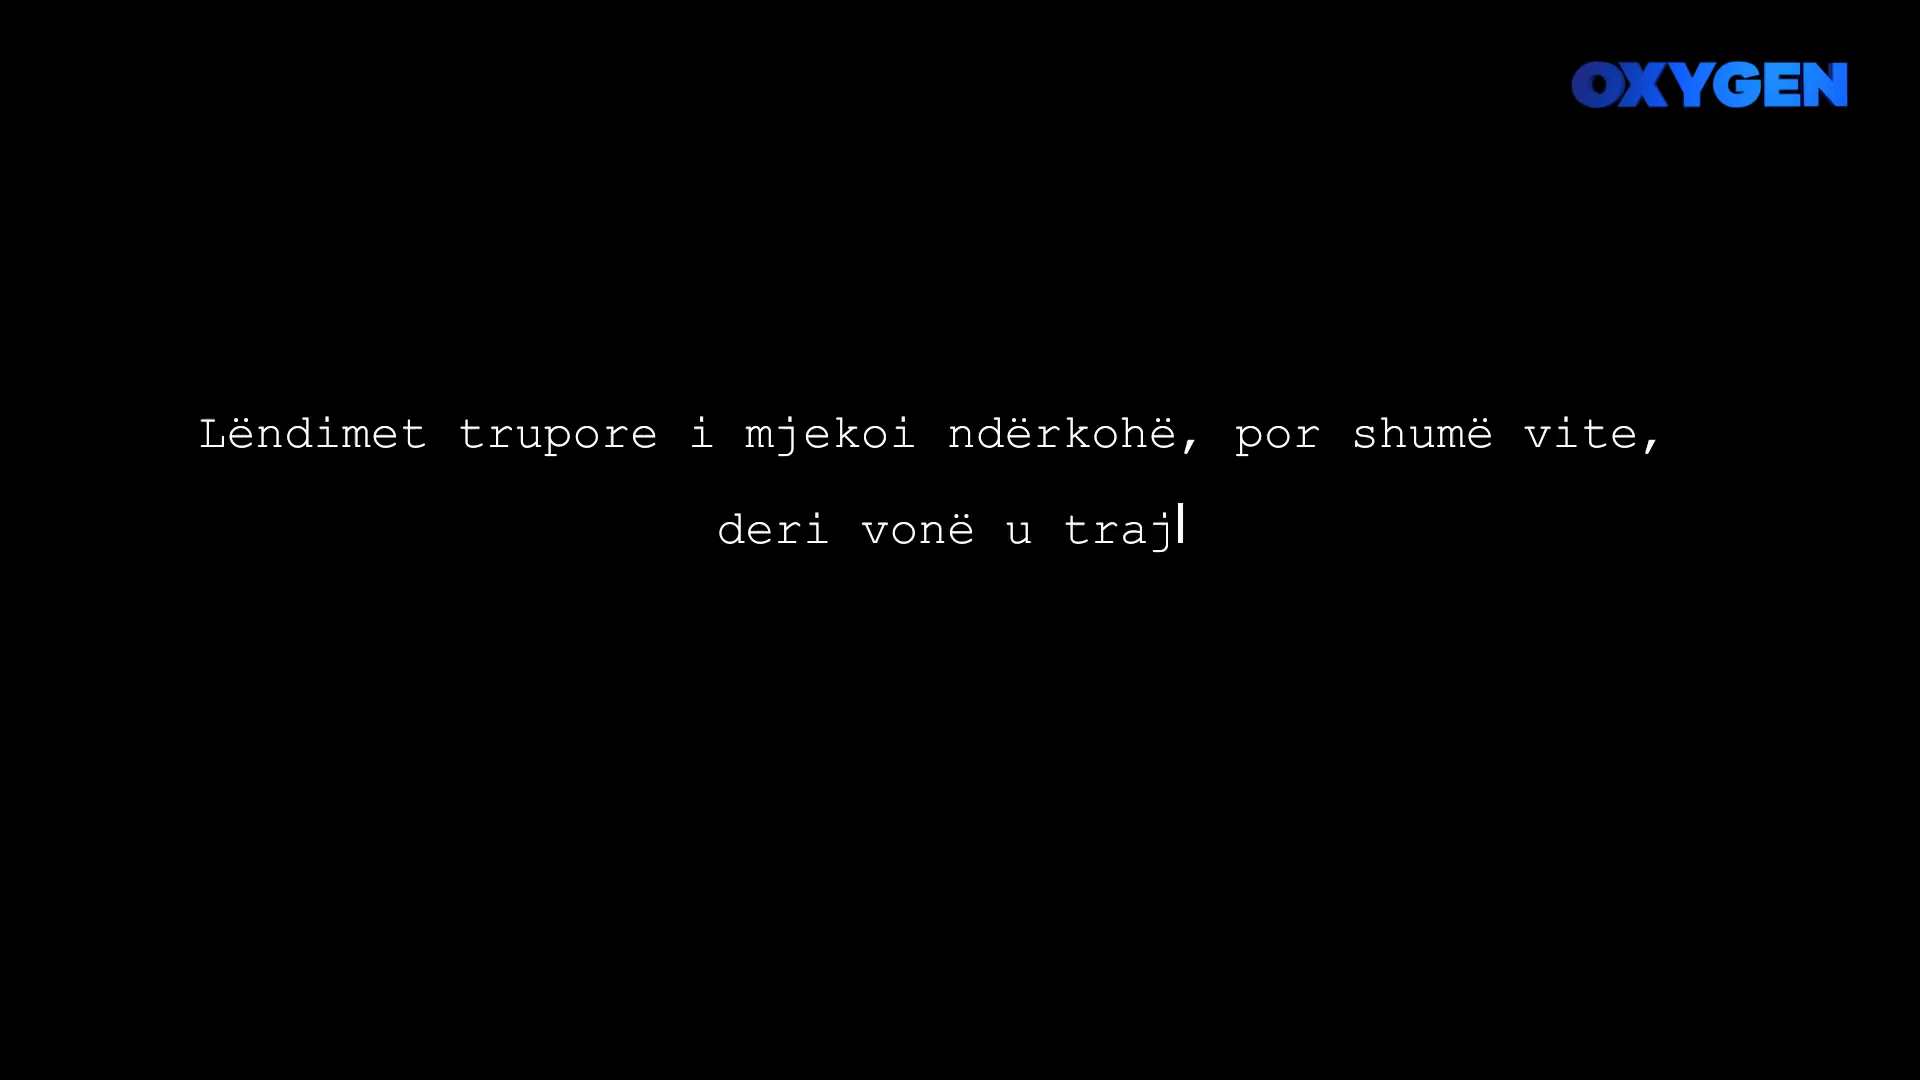 OXYGEN
Lëndimet trupore i mjekoi ndërkohë, por shumë vite,
deri vonë u traj